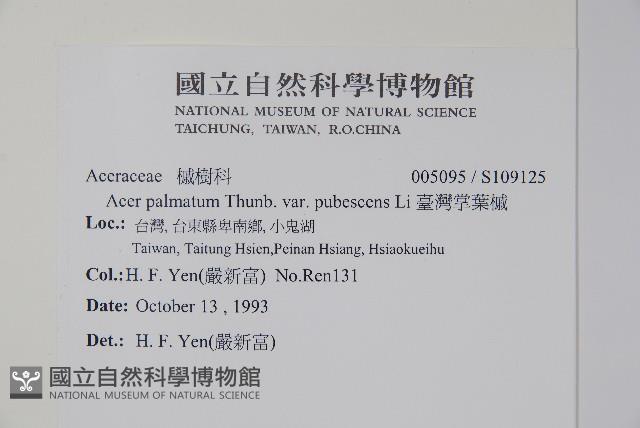 國立自然科學博物館
NATIONAL MUSEUM OF NATURAL SCIENCE
TAICHUNG, TAIWAN, R.O.CHINA
Aceraceae 槭樹科 005095 / S109125
Acer palmatum Thunb. var. pubescens Li 臺灣掌葉槭
Loc.: 台灣, 台東縣卑南鄉, 小鬼湖
Taiwan, Taitung Hsien,Peinan Hsiang, Hsiaokueihu
Col.:H. F. Yen(嚴新富) No.Ren131
Date: October 13 , 1993
Det.: H. F. Yen(嚴新富)
國立自然科學博物館
NATIONAL MUSEUM OF NATURAL SCIENCE